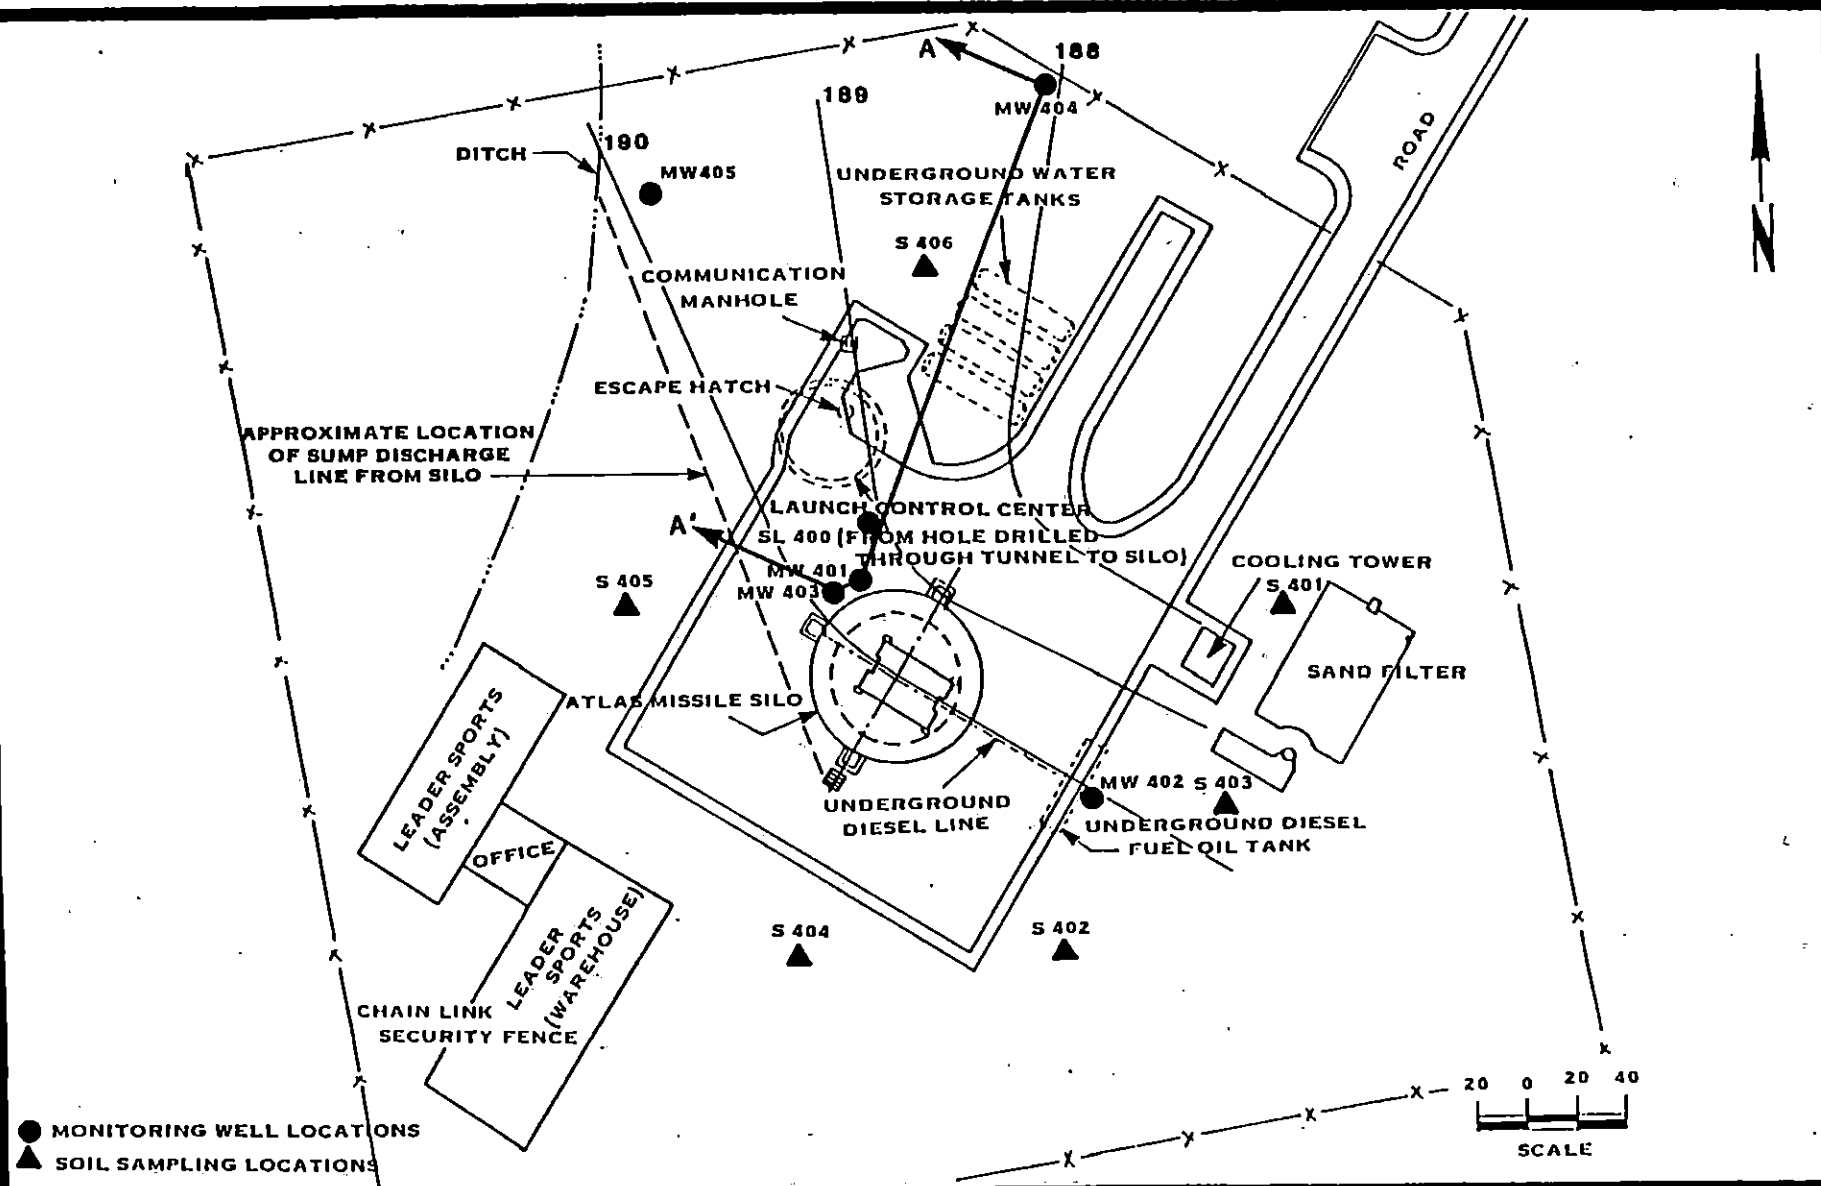 A
188
189
MW 404
190
DITCH
MW405
ROAD
UNDERGROUND WATER
STORAGE TANKS
N
S 406
COMMUNICATION
MANHOLE
ESCAPE HATCH
APPROXIMATE LOCATION
OF SUMP DISCHARGE
LINE FROM SILO
LAUNCH CONTROL CENTER
A'
SL 400 (FROM HOLE DRILLED
THROUGH TUNNEL TO SILO)
MW 401
MW 403
COOLING TOWER
S 401
S 405
SAND FILTER
ATLAS MISSILE SILO
LEADER SPORTS
(ASSEMBLY)
MW 402
S 403
UNDERGROUND
DIESEL LINE
UNDERGROUND DIESEL
FUEL OIL TANK
OFFICE
S 404
S 402
LEADER
SPORTS
(WAREHOUSE)
CHAIN LINK
SECURITY FENCE
20 0 20 40
SCALE
MONITORING WELL LOCATIONS
SOIL SAMPLING LOCATIONS